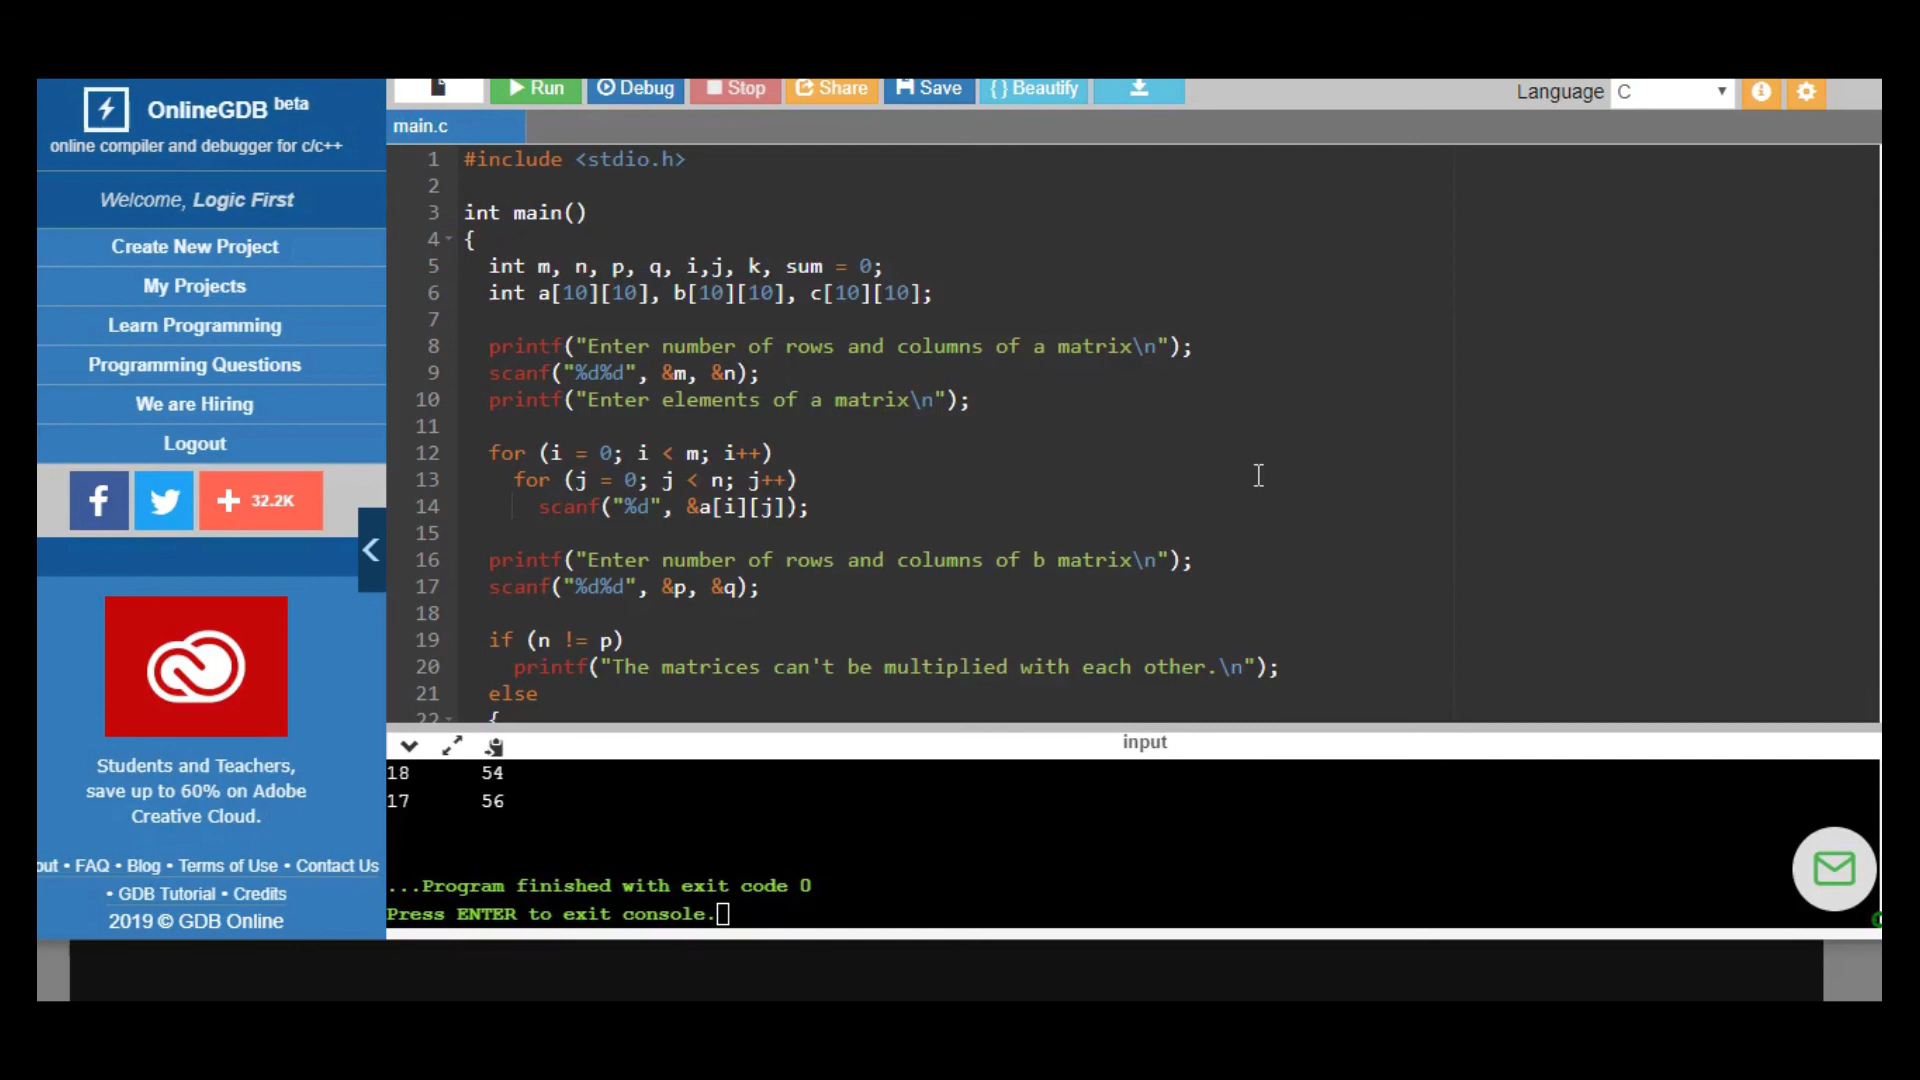 OnlineGDB beta
online compiler and debugger for c/c++
Welcome, Logic First
Create New Project
My Projects
Learn Programming
Programming Questions
We are Hiring
Logout
f
+ 32.2K
Students and Teachers,
save up to 60% on Adobe
Creative Cloud.
out • FAQ • Blog • Terms of Use • Contact Us
• GDB Tutorial • Credits
2019 © GDB Online
Run Debug Stop Share Save { } Beautify Language C
main.c
1 #include <stdio.h>
2
3 int main()
4 {
5 int m, n, p, q, i,j, k, sum = 0;
6 int a[10][10], b[10][10], c[10][10];
7
8 printf("Enter number of rows and columns of a matrix\n");
9 scanf("%d%d", &m, &n);
10 printf("Enter elements of a matrix\n");
11
12 for (i = 0; i < m; i++)
13 for (j = 0; j < n; j++)
14 scanf("%d", &a[i][j]);
15
16 printf("Enter number of rows and columns of b matrix\n");
17 scanf("%d%d", &p, &q);
18
19 if (n != p)
20 printf("The matrices can't be multiplied with each other.\n");
21 else
22 {
input
18 54
17 56
...Program finished with exit code 0
Press ENTER to exit console.